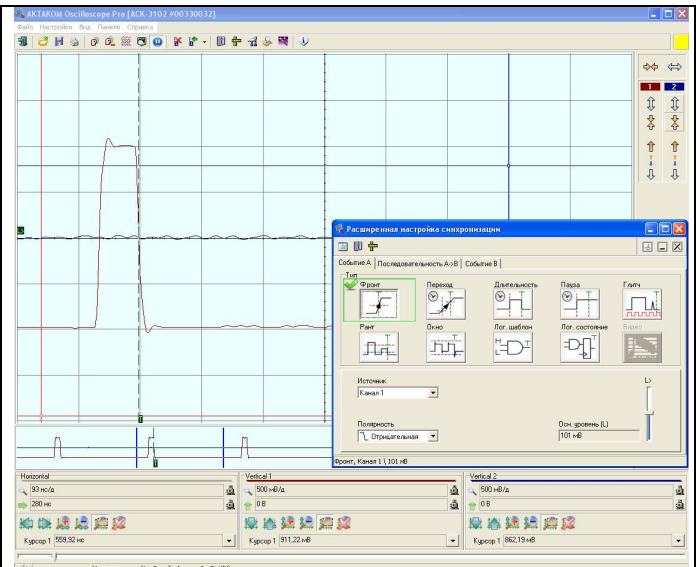 AKTAKOM Oscilloscope Pro [ACK-3102 #00330032]
Файл Настройки Вид Панели Справка
1 2
Расширенная настройка синхронизации
Событие A Последовательность A->B Событие B
Тип
Фронт Переход Длительность Пауза Глитч
Рант Окно Лог. шаблон Лог. состояние Видео
Источник L>
Канал 1
Полярность Осн. уровень (L)
Отрицательная 101 мВ
Фронт, Канал 1 \, 101 мВ
Horizontal Vertical 1 Vertical 2
93 нс/д 500 мВ/д 500 мВ/д
280 нс 0 В 0 В
Курсор 1 559,92 нс Курсор 1 911,22 мВ Курсор 1 862,19 мВ